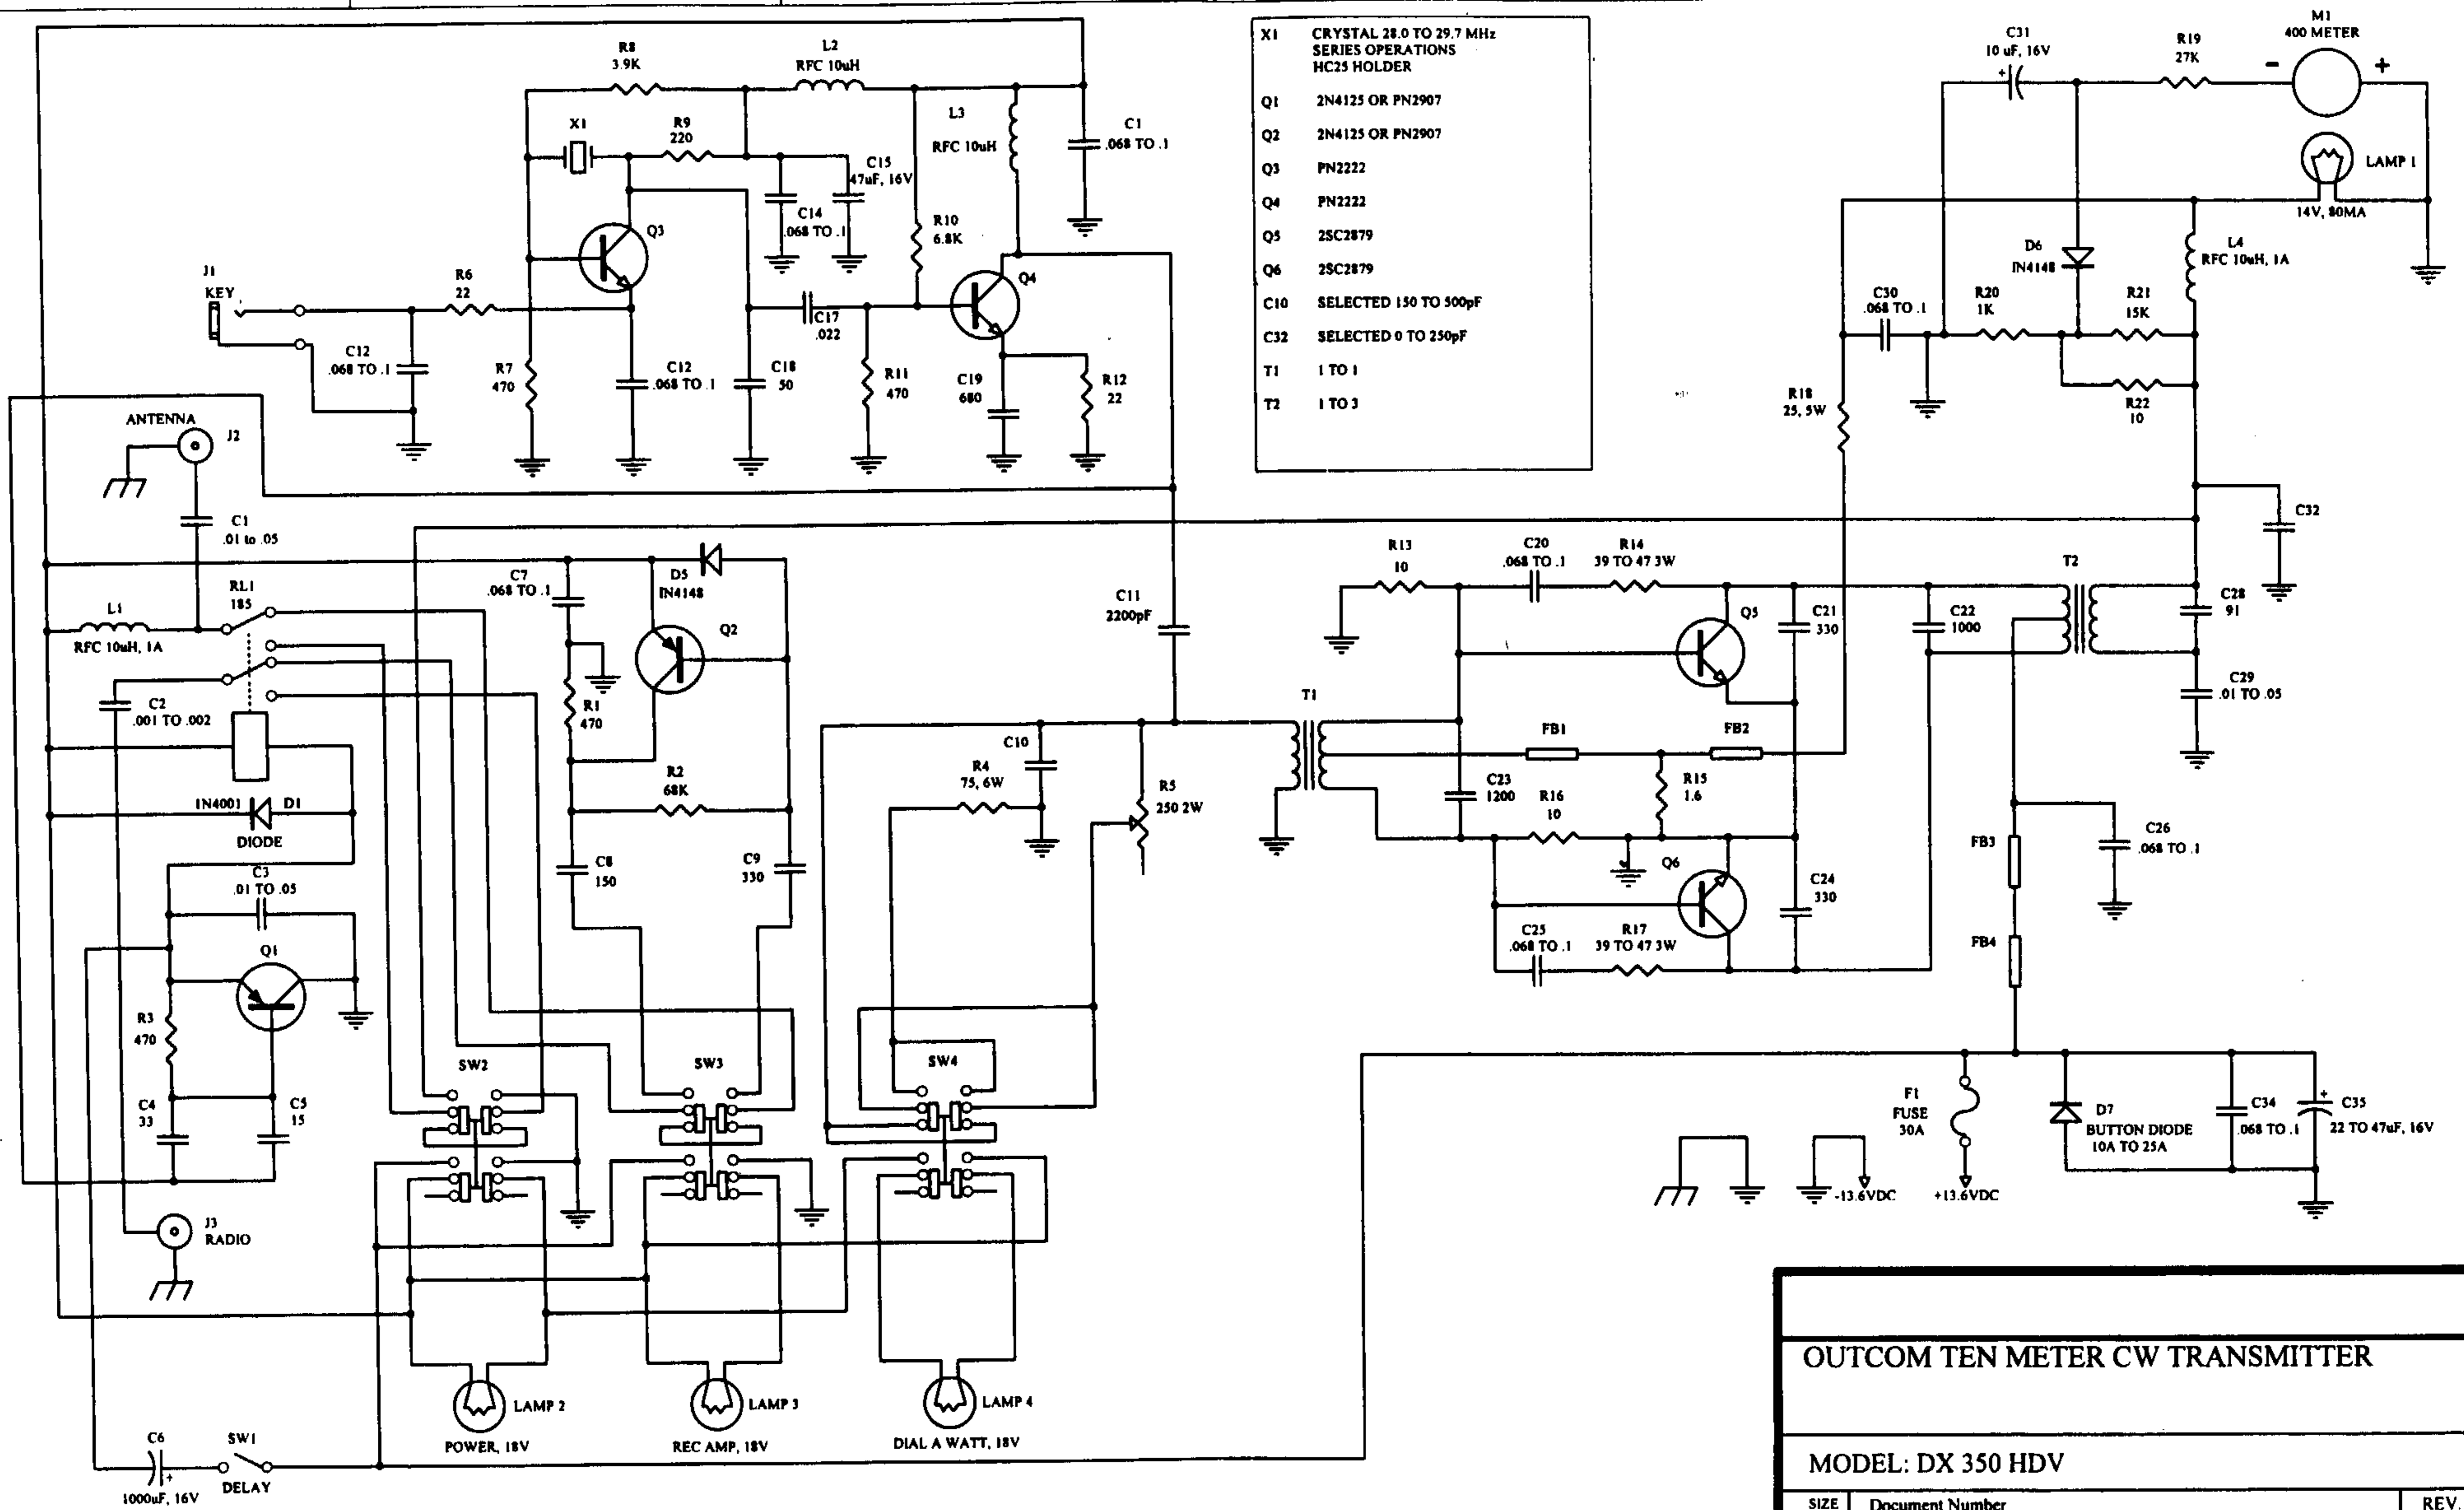 X1 CRYSTAL 28.0 TO 29.7 MHz
SERIES OPERATIONS
HC25 HOLDER
Q1 2N4125 OR PN2907
Q2 2N4125 OR PN2907
Q3 PN2222
Q4 PN2222
Q5 2SC2879
Q6 2SC2879
C10 SELECTED 150 TO 500pF
C32 SELECTED 0 TO 250pF
T1 1 TO 1
T2 1 TO 3
R8
3.9K
L2
RFC 10uH
X1
R9
220
L3
RFC 10uH
C1
.068 TO .1
C15
47uF, 16V
C14
.068 TO .1
R10
6.8K
Q3
Q4
J1
KEY
R6
22
C12
.068 TO .1
R7
470
C12
.068 TO .1
C18
50
C17
.022
R11
470
C19
680
R12
22
M1
400 METER
C31
10 uF, 16V
+
R19
27K
-
+
LAMP 1
14V, 80MA
D6
IN4148
L4
RFC 10uH, 1A
C30
.068 TO .1
R20
1K
R21
15K
R22
10
R18
25, 5W
C32
ANTENNA
J2
C1
.01 to .05
RL1
185
L1
RFC 10uH, 1A
C2
.001 TO .002
1N4001
D1
DIODE
C3
.01 TO .05
Q1
R3
470
C4
33
C5
15
J3
RADIO
C7
.068 TO .1
D5
IN4148
Q2
R1
470
R2
68K
C8
150
C9
330
C11
2200pF
C10
R4
75, 6W
R5
250 2W
T1
R13
10
C20
.068 TO .1
R14
39 TO 47 3W
Q5
C21
330
C22
1000
T2
C28
91
C29
.01 TO .05
FB1
FB2
C23
1200
R16
10
R15
1.6
Q6
C24
330
C25
.068 TO .1
R17
39 TO 47 3W
FB3
C26
.068 TO .1
FB4
SW2
SW3
SW4
F1
FUSE
30A
D7
BUTTON DIODE
10A TO 25A
C34
.068 TO .1
+
C35
22 TO 47uF, 16V
-13.6VDC
+13.6VDC
LAMP 2
POWER, 18V
LAMP 3
REC AMP, 18V
LAMP 4
DIAL A WATT, 18V
C6
+
1000uF, 16V
SW1
DELAY
OUTCOM TEN METER CW TRANSMITTER
MODEL: DX 350 HDV
SIZE Document Number REV